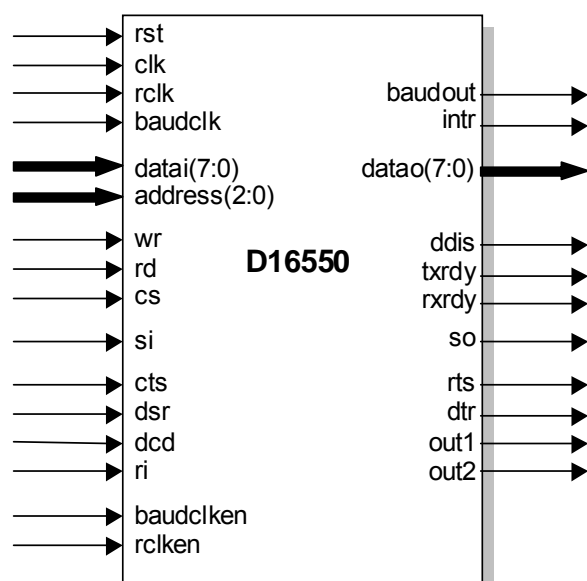 rst
clk
rclk
baudclk
datai(7:0)
address(2:0)
wr
rd
cs
si
cts
dsr
dcd
ri
baudclken
rclken
D16550
baudout
intr
datao(7:0)
ddis
txrdy
rxrdy
so
rts
dtr
out1
out2